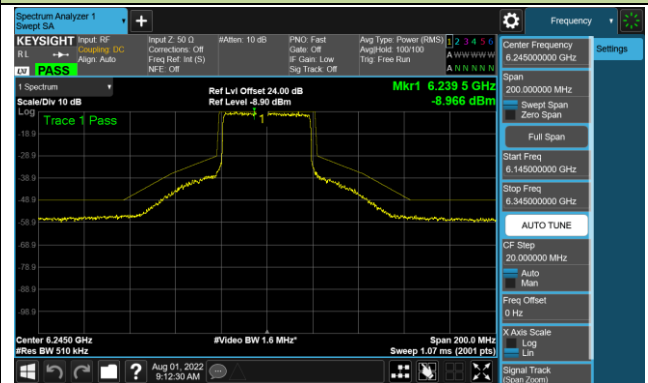 Spectrum Analyzer 1
Swept SA
Frequency
KEYSIGHT
RL
PASS
Input: RF
Coupling: DC
Align: Auto
Input Z: 50 Ω
Corrections: Off
Freq Ref: Int (S)
NFE: Off
#Atten: 10 dB
PNO: Fast
Gate: Off
IF Gain: Low
Sig Track: Off
Avg Type: Power (RMS)
Avg|Hold: 100/100
Trig: Free Run
1 2 3 4 5 6
A W W W W W
A N N N N N
1 Spectrum
Scale/Div 10 dB
Ref Lvl Offset 24.00 dB
Ref Level -8.90 dBm
Mkr1 6.239 5 GHz
-8.966 dBm
Log
Trace 1 Pass
1
-18.9
-28.9
-38.9
-48.9
-58.9
-68.9
-78.9
-88.9
-98.9
Center 6.2450 GHz
#Res BW 510 kHz
#Video BW 1.6 MHz*
Span 200.0 MHz
Sweep 1.07 ms (2001 pts)
Aug 01, 2022
9:12:30 AM
Center Frequency
6.245000000 GHz
Settings
Span
200.000000 MHz
Swept Span
Zero Span
Full Span
Start Freq
6.145000000 GHz
Stop Freq
6.345000000 GHz
AUTO TUNE
CF Step
20.000000 MHz
Auto
Man
Freq Offset
0 Hz
X Axis Scale
Log
Lin
Signal Track
(Span Zoom)